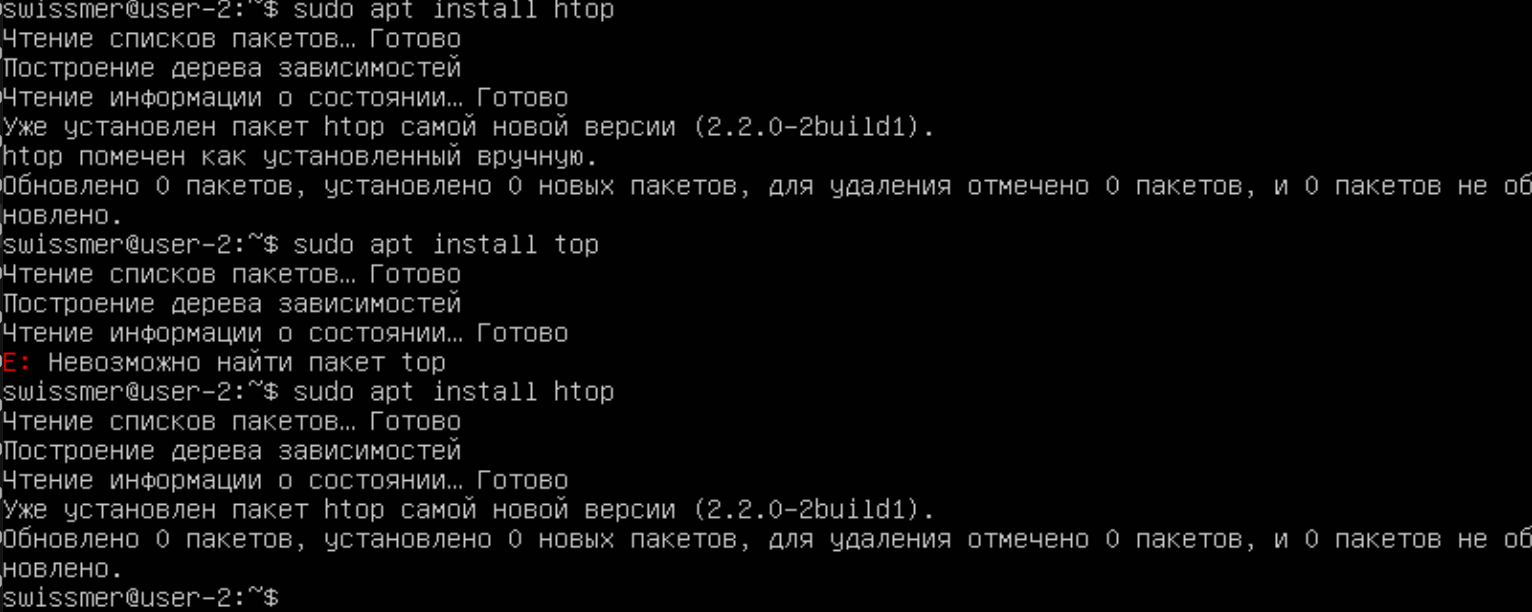 swissmer@user-2:~$ sudo apt install htop
Чтение списков пакетов… Готово
Построение дерева зависимостей
Чтение информации о состоянии… Готово
Уже установлен пакет htop самой новой версии (2.2.0-2build1).
htop помечен как установленный вручную.
Обновлено 0 пакетов, установлено 0 новых пакетов, для удаления отмечено 0 пакетов, и 0 пакетов не об
новлено.
swissmer@user-2:~$ sudo apt install top
Чтение списков пакетов… Готово
Построение дерева зависимостей
Чтение информации о состоянии… Готово
E: Невозможно найти пакет top
swissmer@user-2:~$ sudo apt install htop
Чтение списков пакетов… Готово
Построение дерева зависимостей
Чтение информации о состоянии… Готово
Уже установлен пакет htop самой новой версии (2.2.0-2build1).
Обновлено 0 пакетов, установлено 0 новых пакетов, для удаления отмечено 0 пакетов, и 0 пакетов не об
новлено.
swissmer@user-2:~$